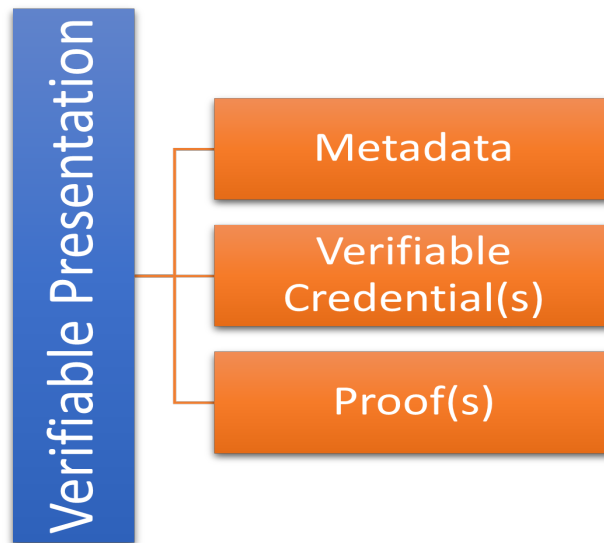 Verifiable Presentation
Metadata
Verifiable
Credential(s)
Proof(s)